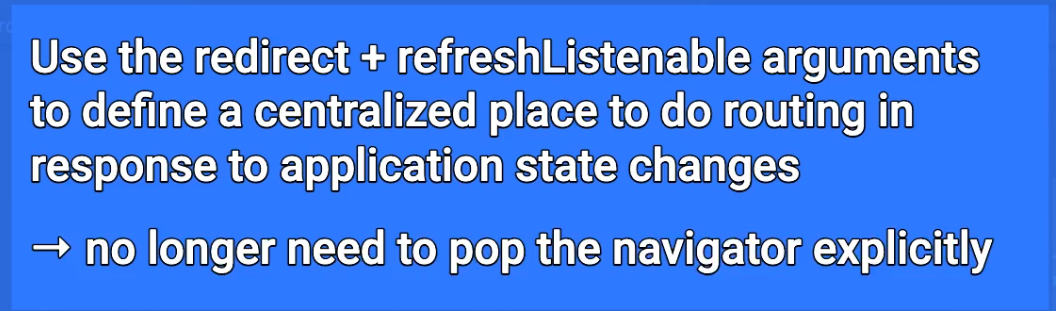 Use the redirect + refreshListenable arguments
to define a centralized place to do routing in
response to application state changes
→ no longer need to pop the navigator explicitly